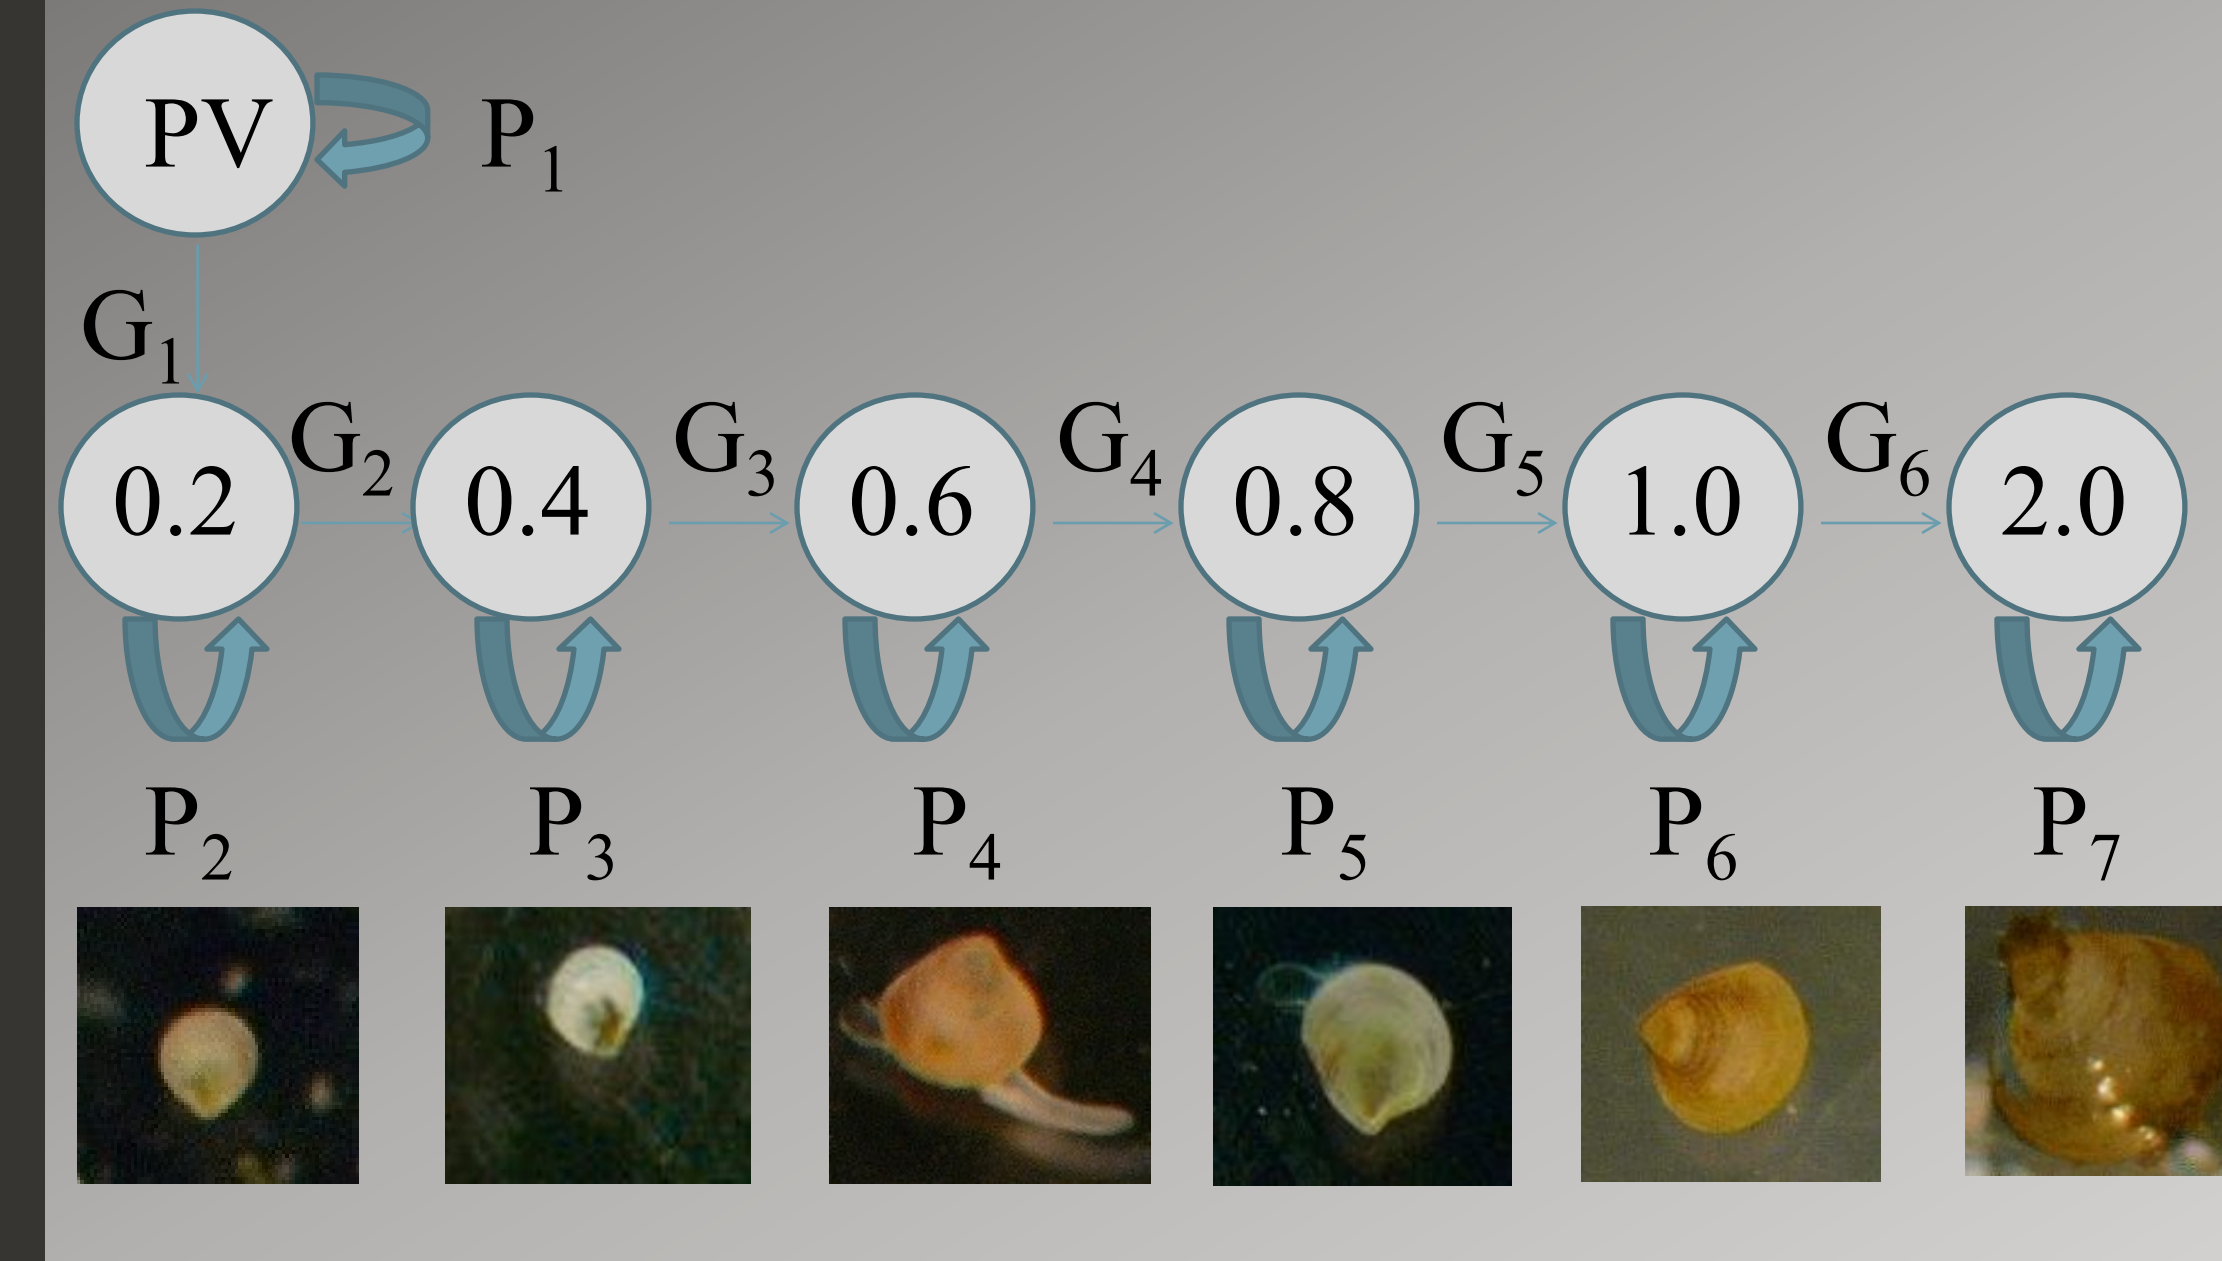 PV P₁
G₁
G₂ G₃ G₄ G₅ G₆
0.2 0.4 0.6 0.8 1.0 2.0
P₂ P₃ P₄ P₅ P₆ P₇